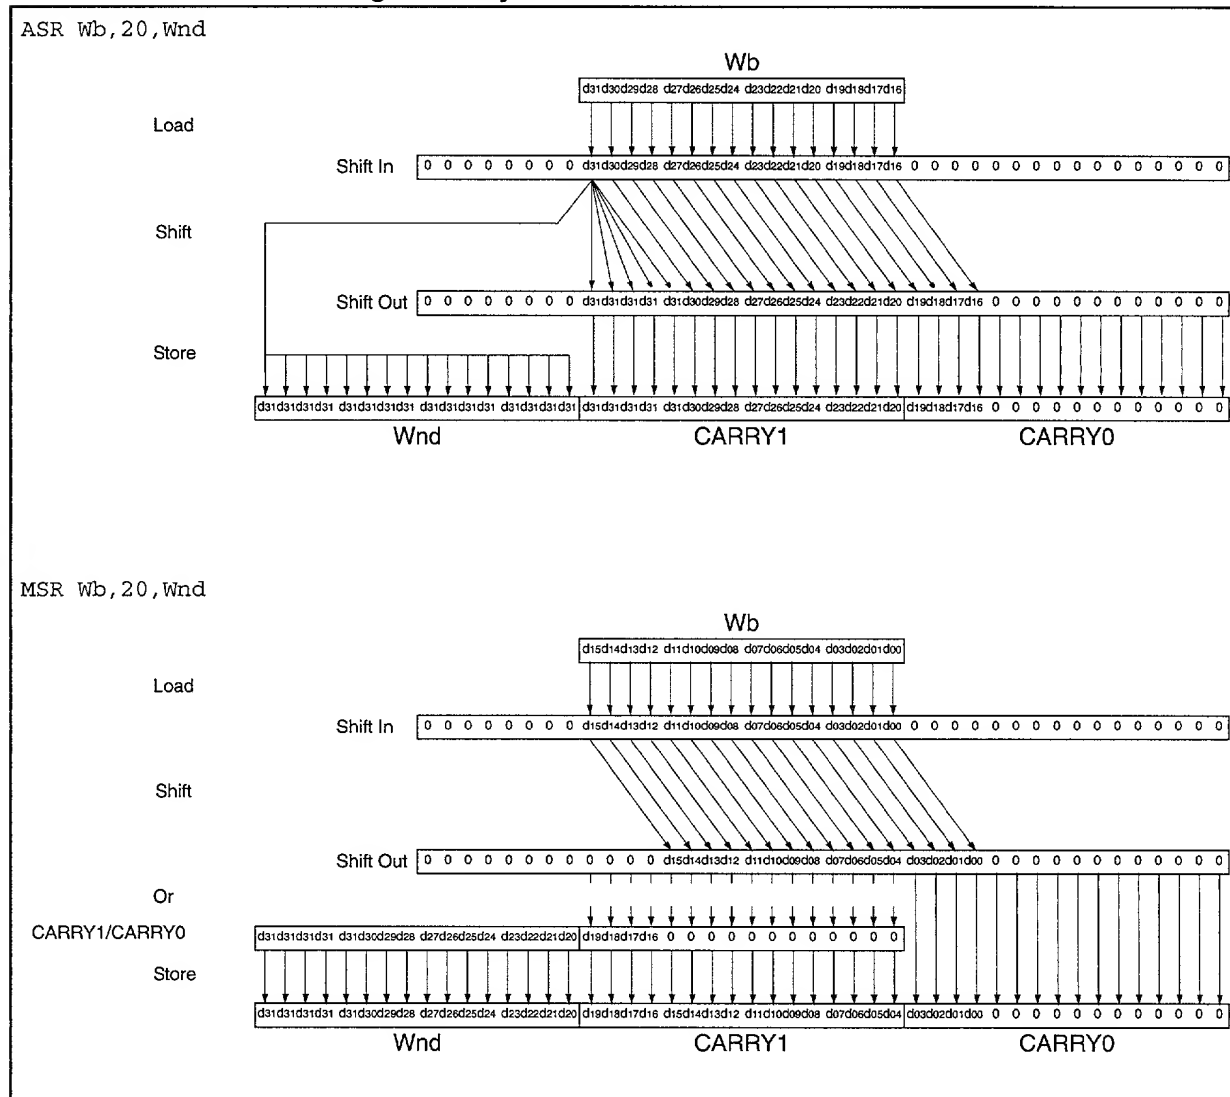 ASR Wb,20,Wnd
Wb
d31d30d29d28 d27d26d25d24 d23d22d21d20 d19d18d17d16
Load
Shift In 0 0 0 0 0 0 0 0 d31d30d29d28 d27d26d25d24 d23d22d21d20 d19d18d17d16 0 0 0 0 0 0 0 0 0 0 0 0 0 0 0 0
Shift
Shift Out 0 0 0 0 0 0 0 0 d31d31d31d31 d31d30d29d28 d27d26d25d24 d23d22d21d20 d19d18d17d16 0 0 0 0 0 0 0 0 0 0 0 0
Store
d31d31d31d31 d31d31d31d31 d31d31d31d31 d31d31d31d31 d31d31d31d31 d31d30d29d28 d27d26d25d24 d23d22d21d20 d19d18d17d16 0 0 0 0 0 0 0 0 0 0 0 0
Wnd CARRY1 CARRY0
MSR Wb,20,Wnd
Wb
d15d14d13d12 d11d10d09d08 d07d06d05d04 d03d02d01d00
Load
Shift In 0 0 0 0 0 0 0 0 d15d14d13d12 d11d10d09d08 d07d06d05d04 d03d02d01d00 0 0 0 0 0 0 0 0 0 0 0 0 0 0 0 0
Shift
Shift Out 0 0 0 0 0 0 0 0 0 0 0 0 d15d14d13d12 d11d10d09d08 d07d06d05d04 d03d02d01d00 0 0 0 0 0 0 0 0 0 0 0 0
Or
CARRY1/CARRY0 d31d31d31d31 d31d30d29d28 d27d26d25d24 d23d22d21d20 d19d18d17d16 0 0 0 0 0 0 0 0 0 0 0 0
Store
d31d31d31d31 d31d30d29d28 d27d26d25d24 d23d22d21d20 d19d18d17d16 d15d14d13d12 d11d10d09d08 d07d06d05d04 d03d02d01d00 0 0 0 0 0 0 0 0 0 0 0 0
Wnd CARRY1 CARRY0